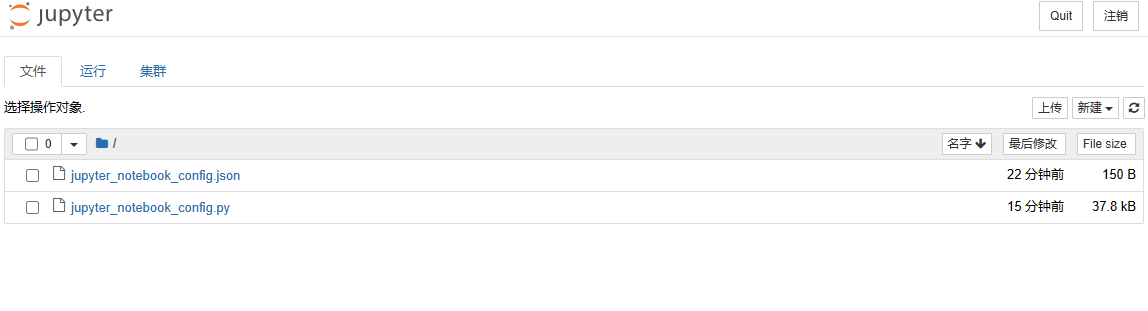 jupyter Quit 注销
文件 运行 集群
选择操作对象. 上传 新建
0 / 名字 最后修改 File size
jupyter_notebook_config.json 22 分钟前 150 B
jupyter_notebook_config.py 15 分钟前 37.8 kB